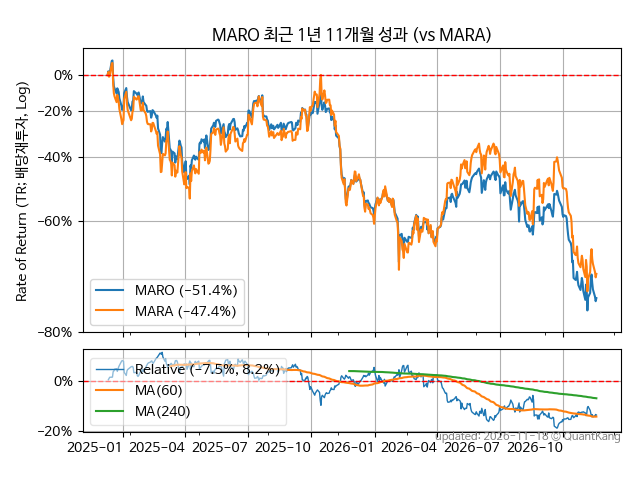 MARO 최근 1년 11개월 성과 (vs MARA)
Rate of Return (TR: 배당재투자, Log)
0%
−20%
−40%
−60%
−80%
MARO (−51.4%)
MARA (−47.4%)
0%
−20%
Relative (−7.5%, 8.2%)
MA(60)
MA(240)
2025−01 2025−04 2025−07 2025−10 2026−01 2026−04 2026−07 2026−10
updated: 2026−11−18 © QuantKang